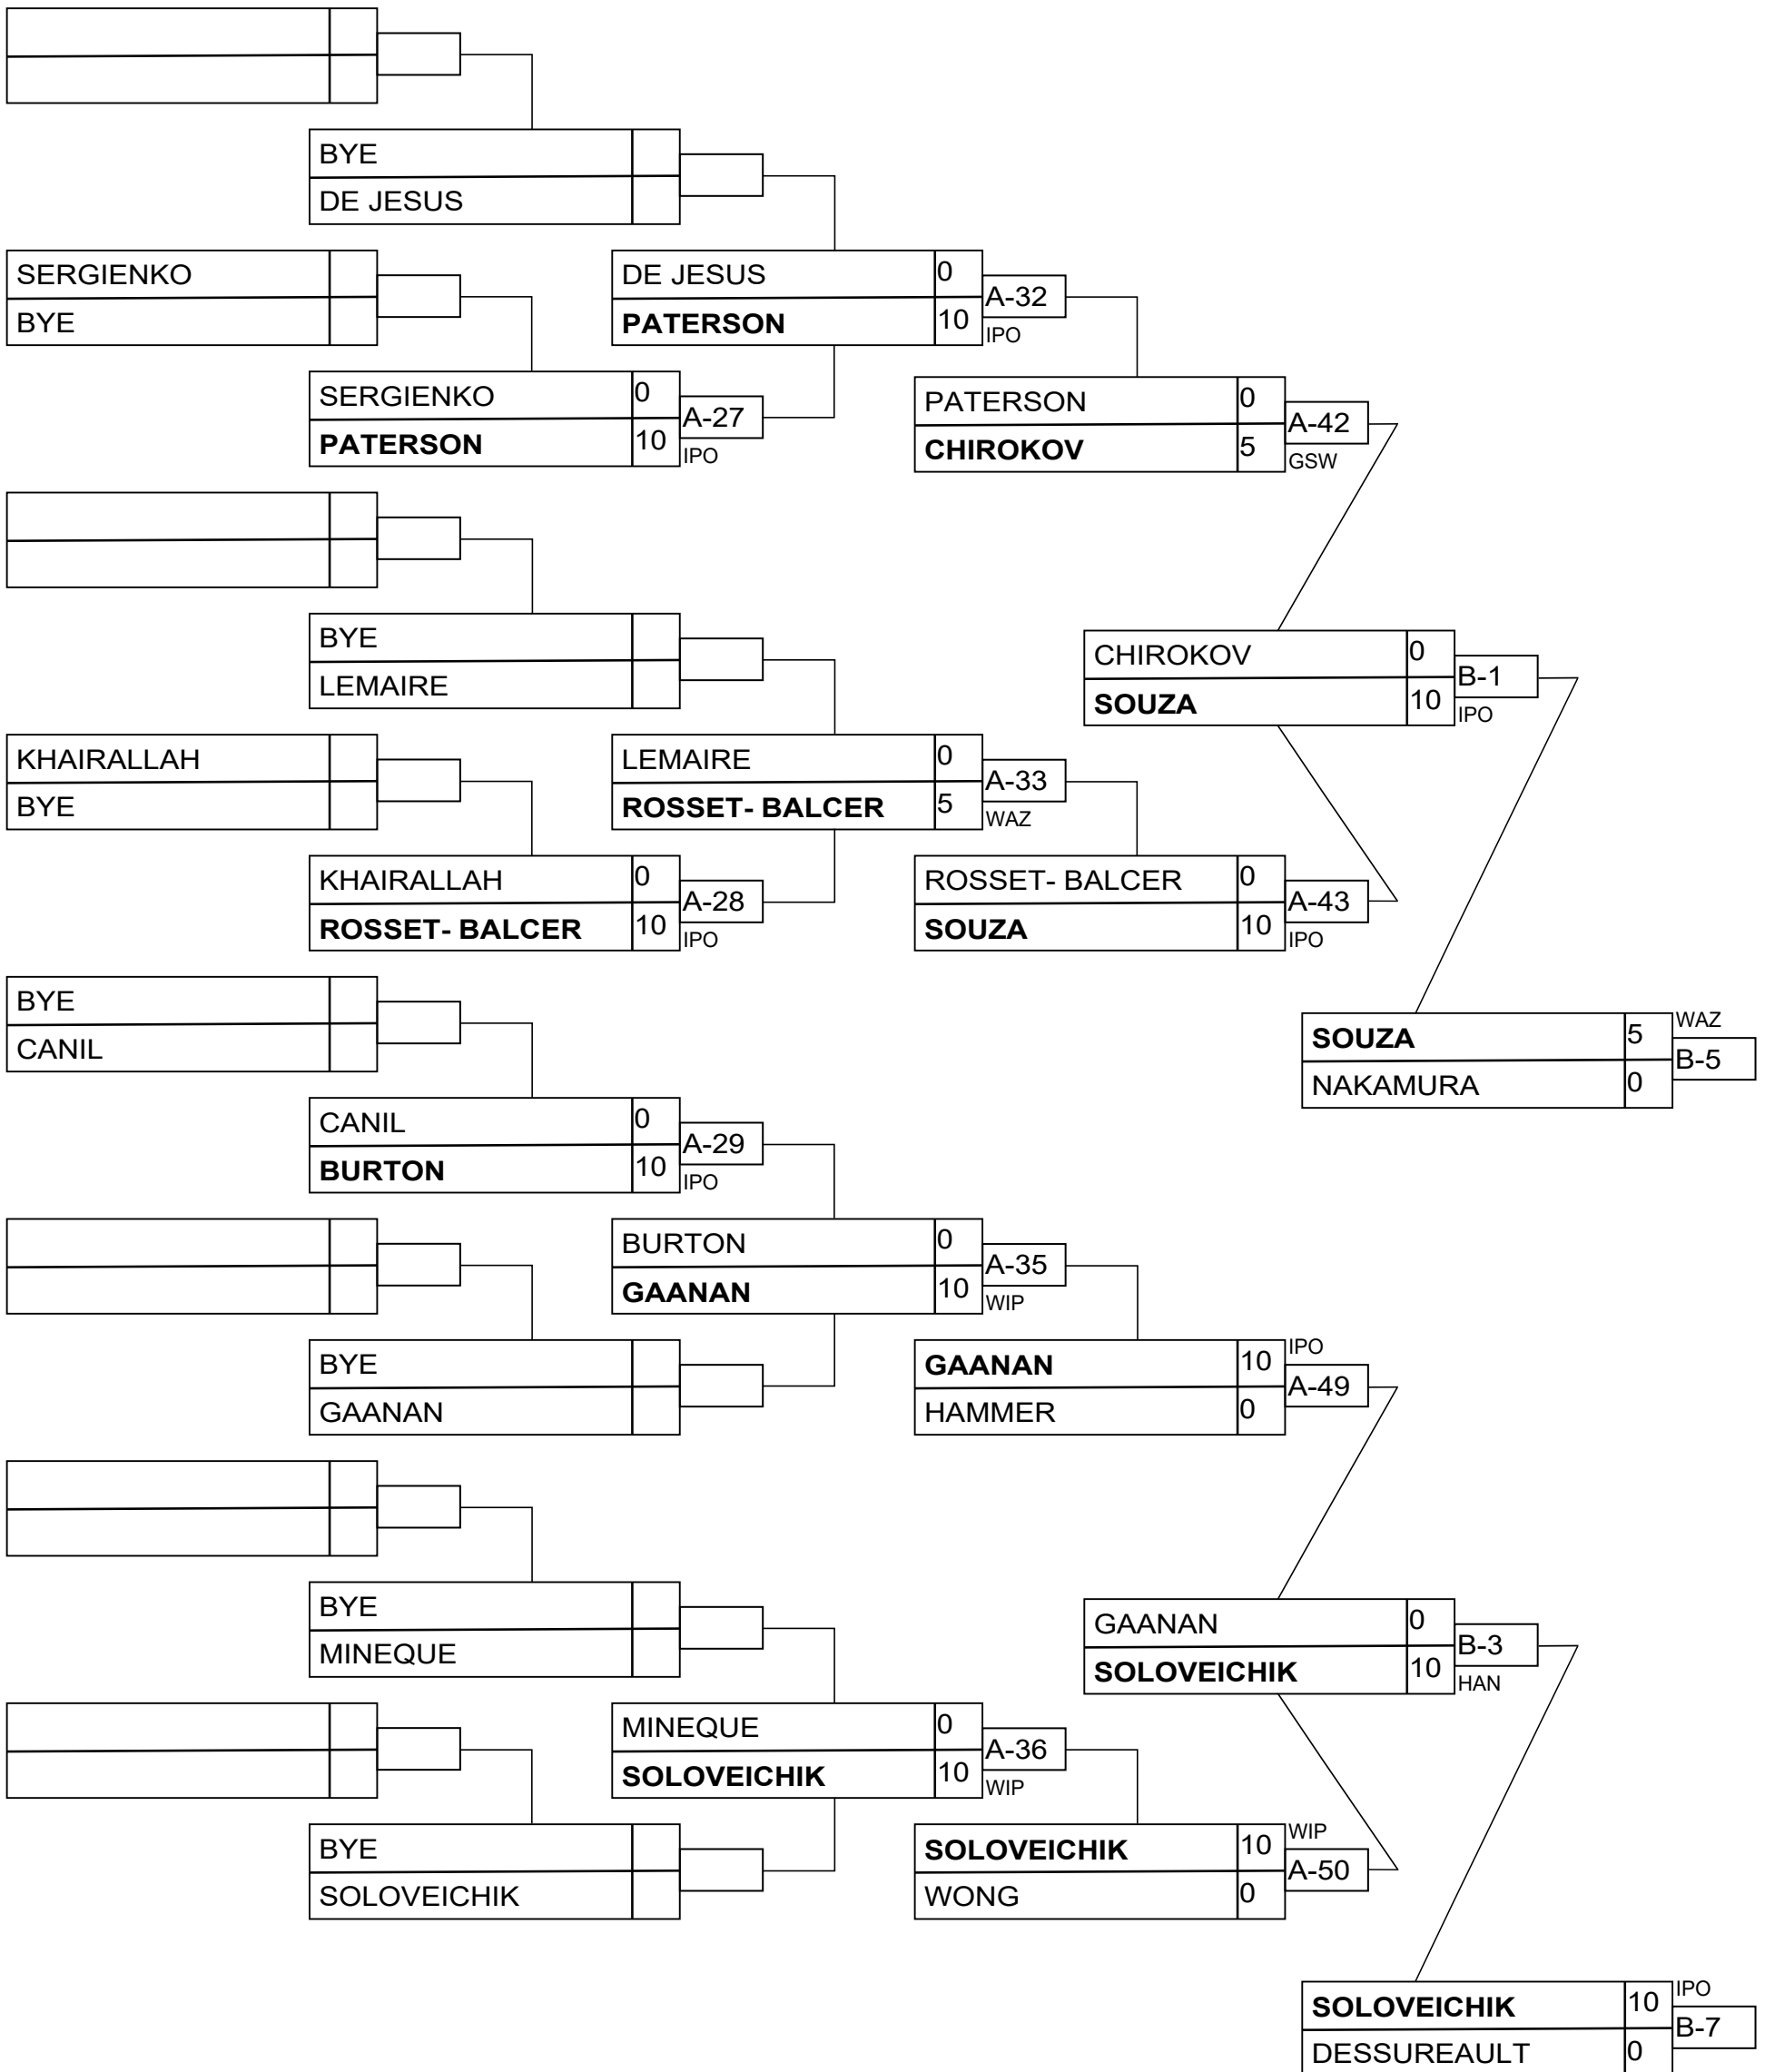 BYE
DE JESUS
SERGIENKO
BYE
DE JESUS 0
PATERSON 10
A-32
IPO
SERGIENKO 0
PATERSON 10
A-27
IPO
PATERSON 0
CHIROKOV 5
A-42
GSW
BYE
LEMAIRE
CHIROKOV 0
SOUZA 10
B-1
IPO
KHAIRALLAH
BYE
LEMAIRE 0
ROSSET- BALCER 5
A-33
WAZ
KHAIRALLAH 0
ROSSET- BALCER 10
A-28
IPO
ROSSET- BALCER 0
SOUZA 10
A-43
IPO
BYE
CANIL
SOUZA 5
NAKAMURA 0
WAZ
B-5
CANIL 0
BURTON 10
A-29
IPO
BURTON 0
GAANAN 10
A-35
WIP
BYE
GAANAN
GAANAN 10
HAMMER 0
IPO
A-49
BYE
MINEQUE
GAANAN 0
SOLOVEICHIK 10
B-3
HAN
MINEQUE 0
SOLOVEICHIK 10
A-36
WIP
BYE
SOLOVEICHIK
SOLOVEICHIK 10
WONG 0
WIP
A-50
SOLOVEICHIK 10
DESSUREAULT 0
IPO
B-7